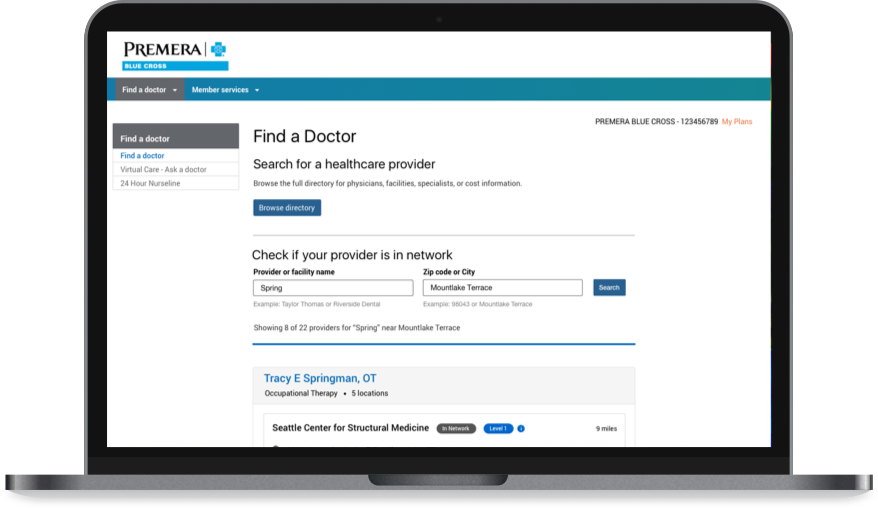 PREMERA
BLUE CROSS
Find a doctor Member services
PREMERA BLUE CROSS - 123456789 My Plans
Find a doctor
Find a doctor
Virtual Care - Ask a doctor
24 Hour Nurseline
Find a Doctor
Search for a healthcare provider
Browse the full directory for physicians, facilities, specialists, or cost information.
Browse directory
Check if your provider is in network
Provider or facility name Zip code or City
Spring Mountlake Terrace Search
Example: Taylor Thomas or Riverside Dental Example: 98043 or Mountlake Terrace
Showing 8 of 22 providers for "Spring" near Mountlake Terrace
Tracy E Springman, OT
Occupational Therapy • 5 locations
Seattle Center for Structural Medicine In Network Level 1 i 9 miles